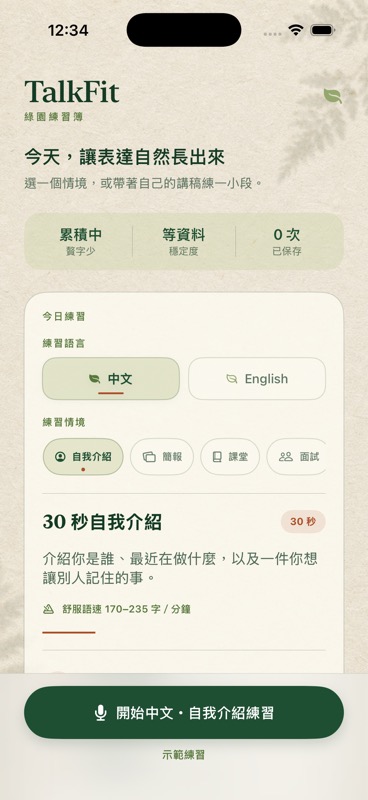 12:34
TalkFit
綠園練習簿
今天，讓表達自然長出來
選一個情境，或帶著自己的講稿練一小段。
累積中 等資料 0 次
贅字少 穩定度 已保存
今日練習
練習語言
中文 English
練習情境
自我介紹 簡報 課堂 面試
30 秒自我介紹 30 秒
介紹你是誰、最近在做什麼，以及一件你想
讓別人記住的事。
舒服語速 170–235 字 / 分鐘
開始中文・自我介紹練習
示範練習